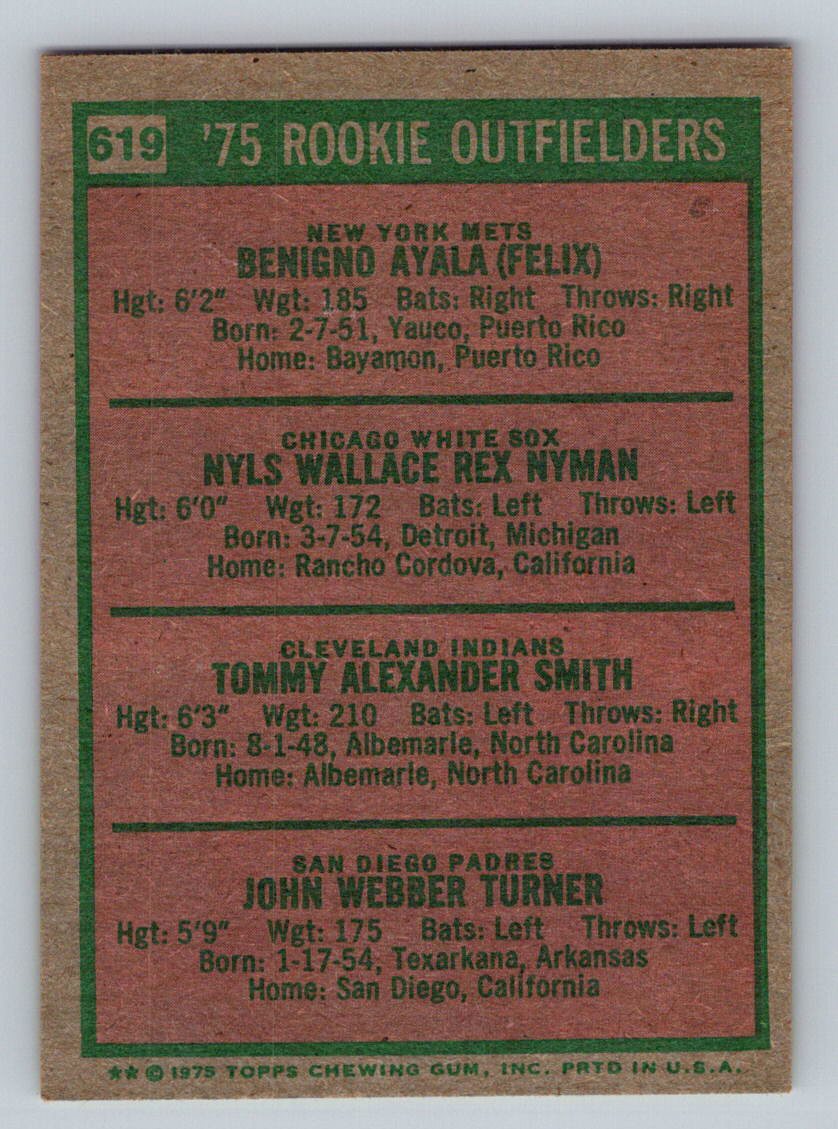 619 '75 ROOKIE OUTFIELDERS
NEW YORK METS
BENIGNO AYALA (FELIX)
Hgt: 6'2" Wgt: 185 Bats: Right Throws: Right
Born: 2-7-51, Yauco, Puerto Rico
Home: Bayamon, Puerto Rico
CHICAGO WHITE SOX
NYLS WALLACE REX NYMAN
Hgt: 6'0" Wgt: 172 Bats: Left Throws: Left
Born: 3-7-54, Detroit, Michigan
Home: Rancho Cordova, California
CLEVELAND INDIANS
TOMMY ALEXANDER SMITH
Hgt: 6'3" Wgt: 210 Bats: Left Throws: Right
Born: 8-1-48, Albemarle, North Carolina
Home: Albemarle, North Carolina
SAN DIEGO PADRES
JOHN WEBBER TURNER
Hgt: 5'9" Wgt: 175 Bats: Left Throws: Left
Born: 1-17-54, Texarkana, Arkansas
Home: San Diego, California
★★ © 1975 TOPPS CHEWING GUM, INC. PRTD IN U.S.A.